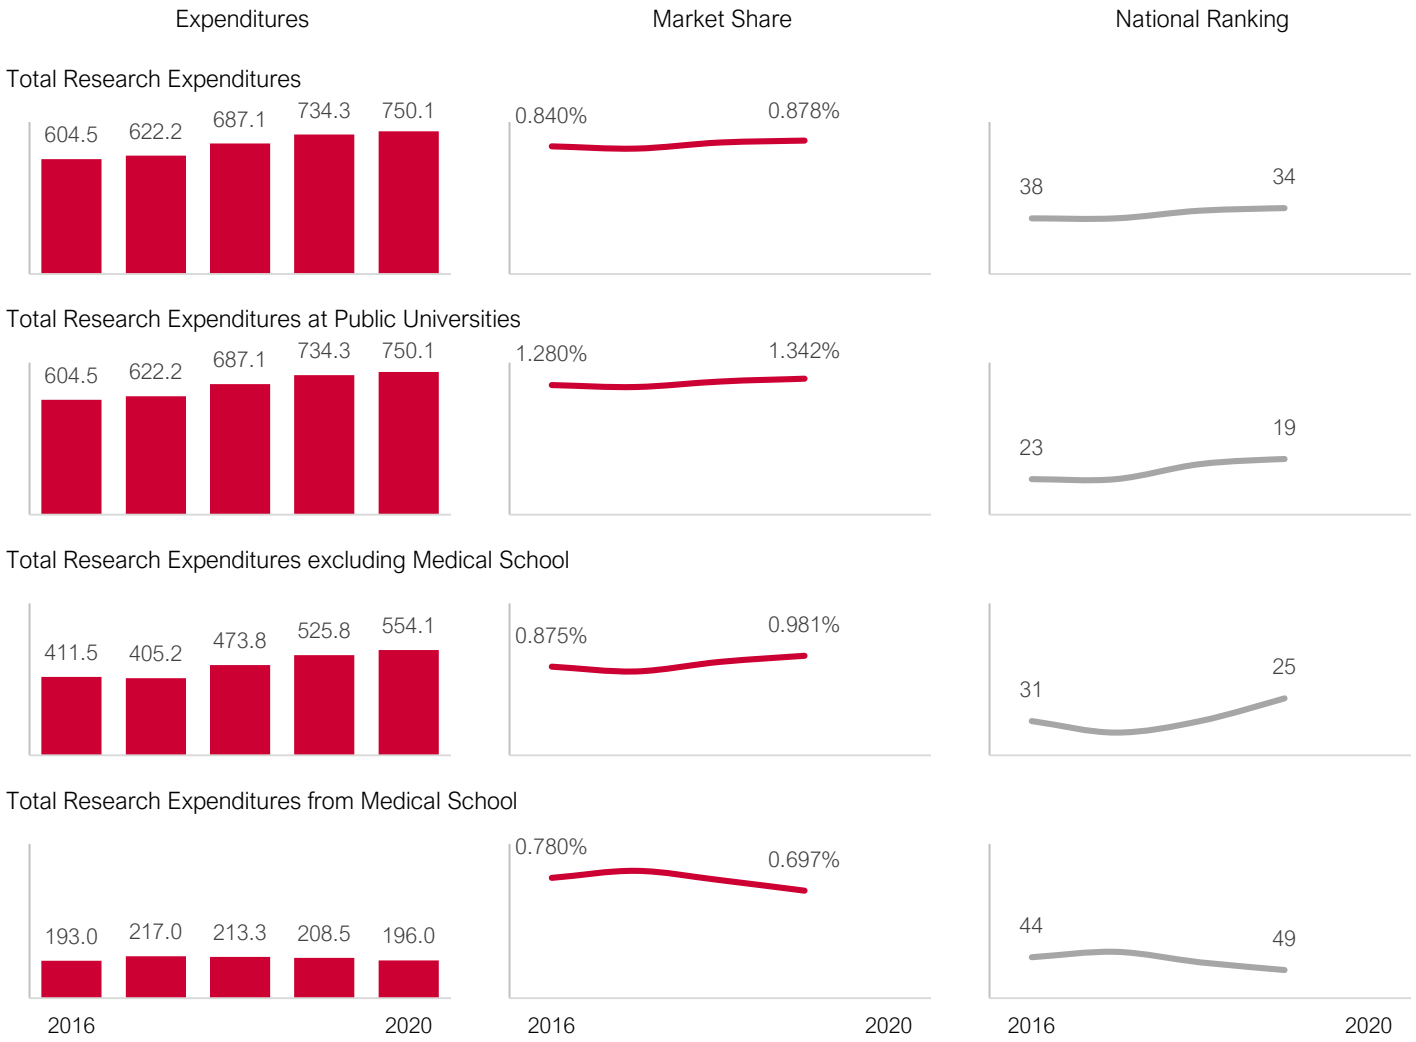 Expenditures
Market Share
National Ranking
Total Research Expenditures
604.5 622.2 687.1 734.3 750.1
0.840% 0.878%
38 34
Total Research Expenditures at Public Universities
604.5 622.2 687.1 734.3 750.1
1.280% 1.342%
23 19
Total Research Expenditures excluding Medical School
411.5 405.2 473.8 525.8 554.1
0.875% 0.981%
31 25
Total Research Expenditures from Medical School
193.0 217.0 213.3 208.5 196.0
0.780% 0.697%
44 49
2016 2020
2016 2020
2016 2020